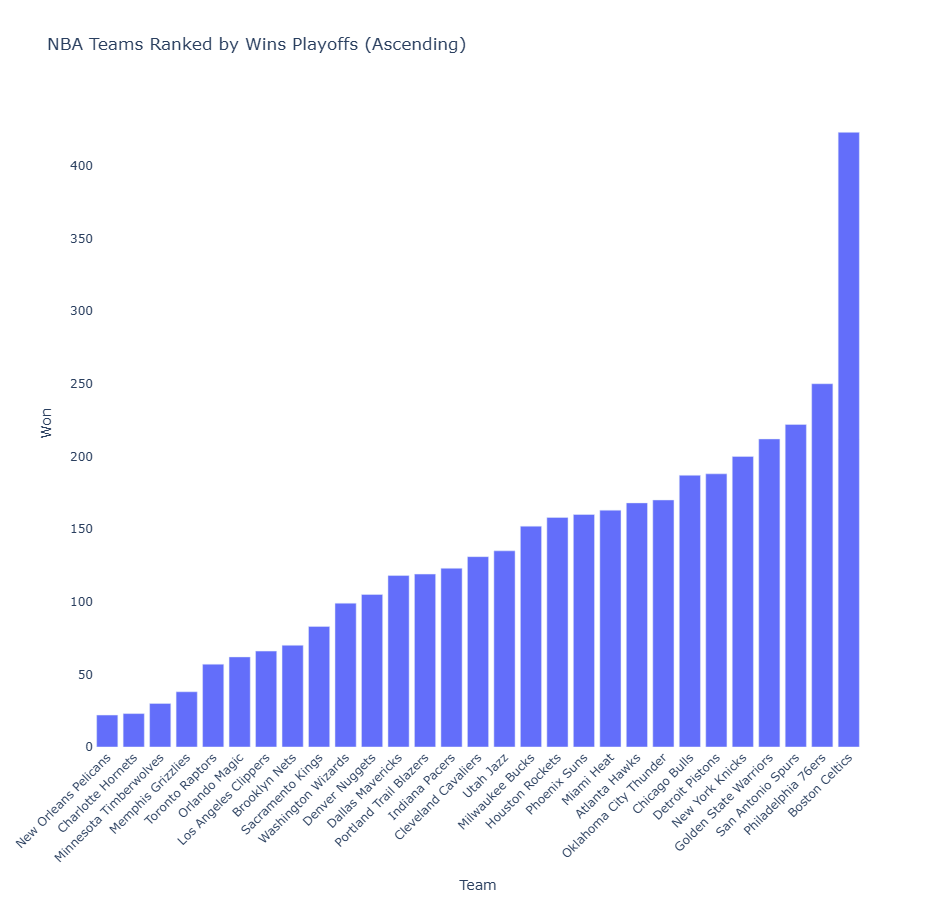 NBA Teams Ranked by Wins Playoffs (Ascending)
400
350
300
250
200
150
100
50
0
Won
New Orleans Pelicans
Charlotte Hornets
Minnesota Timberwolves
Memphis Grizzlies
Toronto Raptors
Orlando Magic
Los Angeles Clippers
Brooklyn Nets
Sacramento Kings
Washington Wizards
Denver Nuggets
Dallas Mavericks
Portland Trail Blazers
Indiana Pacers
Cleveland Cavaliers
Utah Jazz
Milwaukee Bucks
Houston Rockets
Phoenix Suns
Miami Heat
Atlanta Hawks
Oklahoma City Thunder
Chicago Bulls
Detroit Pistons
New York Knicks
Golden State Warriors
San Antonio Spurs
Philadelphia 76ers
Boston Celtics
Team